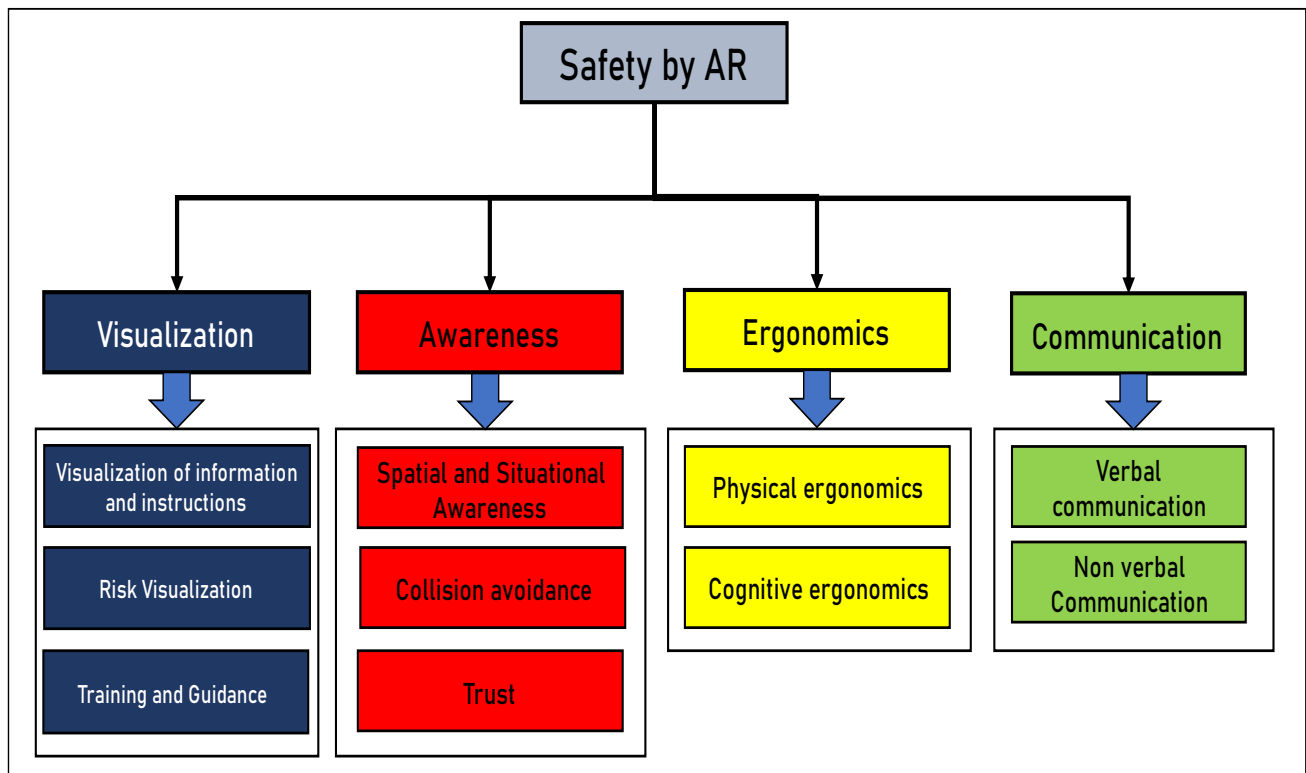 Safety by AR
Visualization
Awareness
Ergonomics
Communication
Visualization of information
and instructions
Risk Visualization
Training and Guidance
Spatial and Situational
Awareness
Collision avoidance
Trust
Physical ergonomics
Cognitive ergonomics
Verbal
communication
Non verbal
Communication